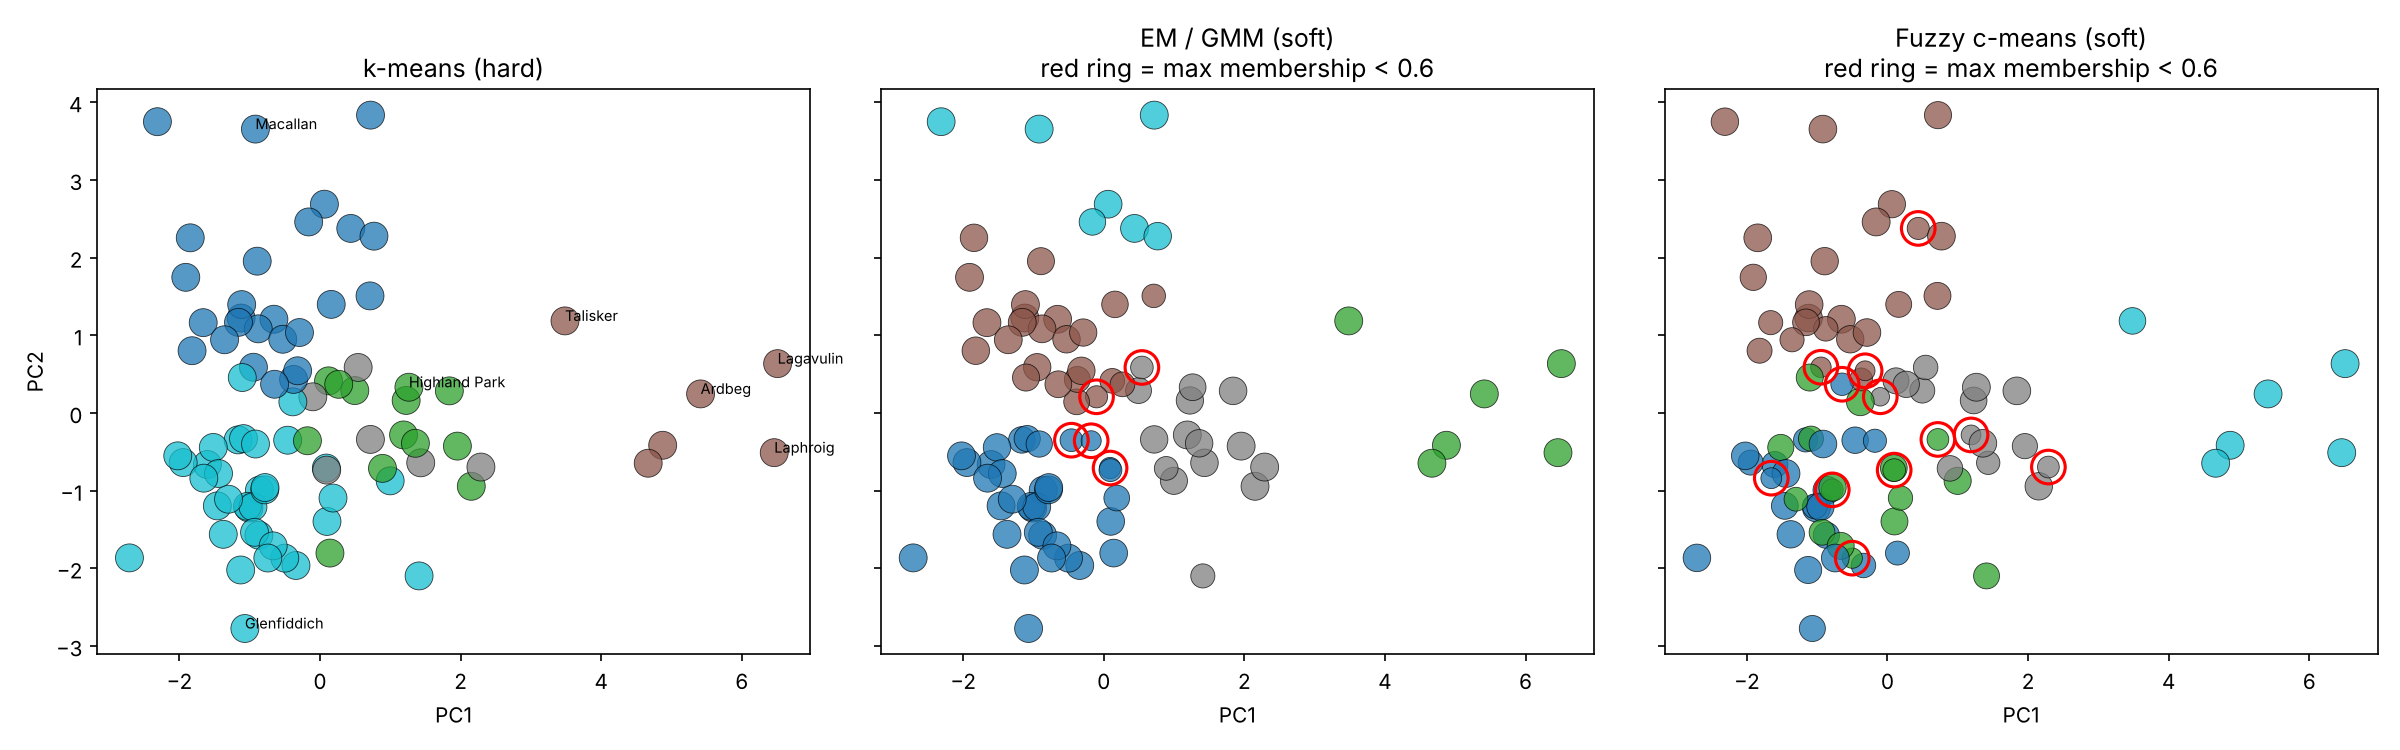 k-means (hard)
EM / GMM (soft)
red ring = max membership < 0.6
Fuzzy c-means (soft)
red ring = max membership < 0.6
4
3
2
1
0
−1
−2
−3
PC2
Macallan
Talisker
Lagavulin
Highland Park
Ardbeg
Laphroig
Glenfiddich
−2
0
2
4
6
−2
0
2
4
6
−2
0
2
4
6
PC1
PC1
PC1